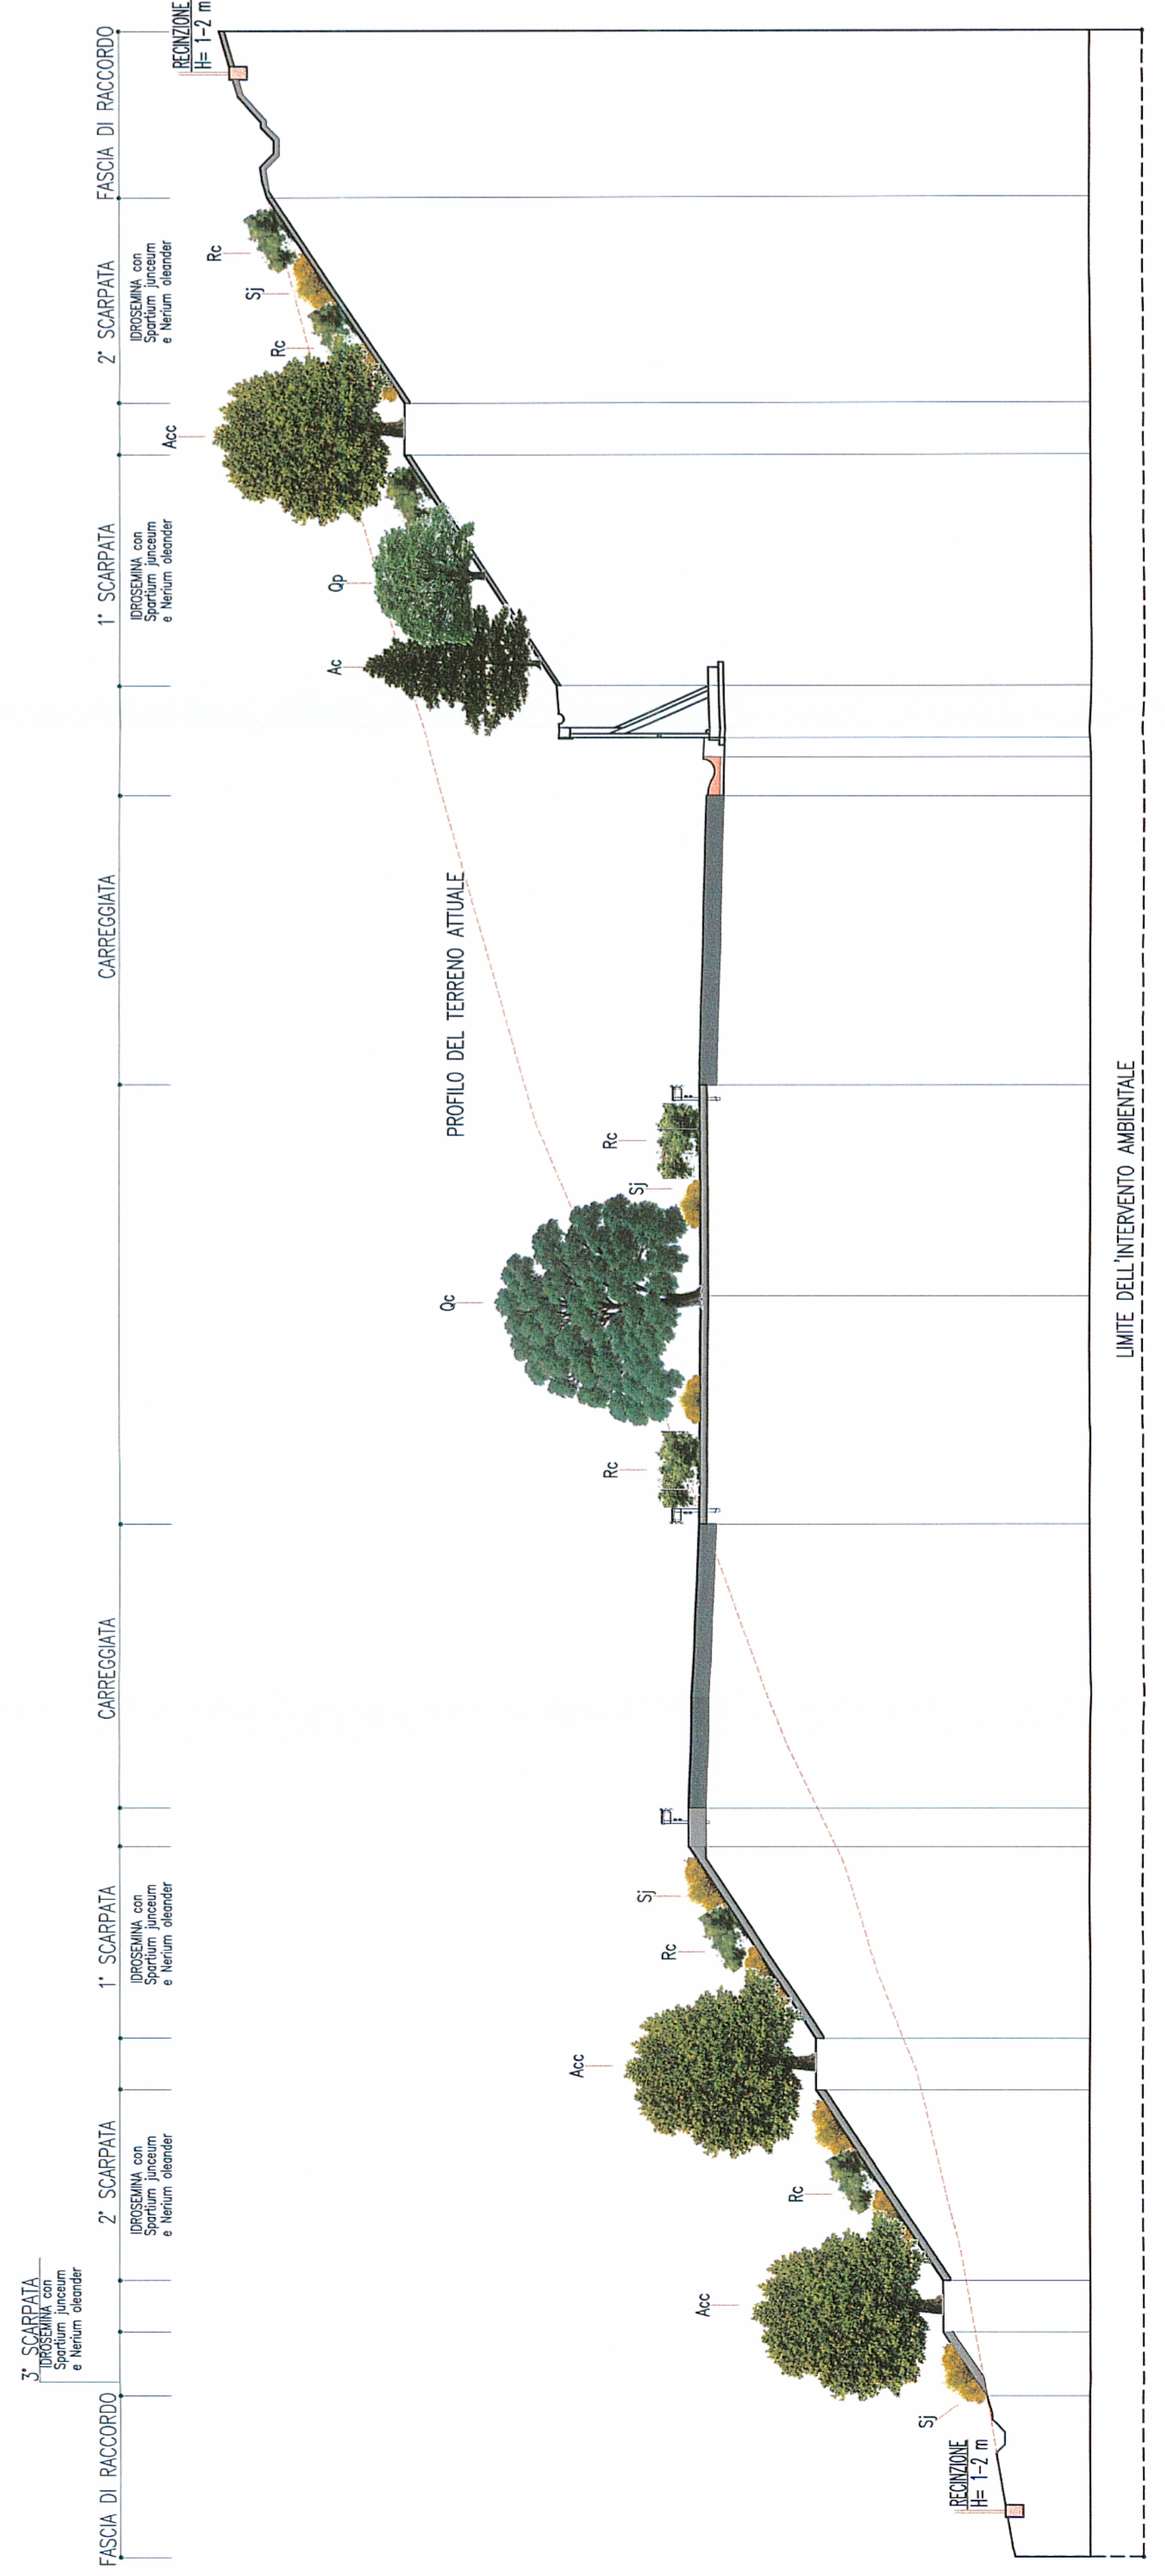 3° SCARPATA
IDROSEMINA con
Spartium junceum
e Nerium oleander
FASCIA DI RACCORDO
2° SCARPATA
IDROSEMINA con
Spartium junceum
e Nerium oleander
1° SCARPATA
IDROSEMINA con
Spartium junceum
e Nerium oleander
CARREGGIATA
CARREGGIATA
1° SCARPATA
IDROSEMINA con
Spartium junceum
e Nerium oleander
2° SCARPATA
IDROSEMINA con
Spartium junceum
e Nerium oleander
FASCIA DI RACCORDO
RECINZIONE
H= 1-2 m
Acc
Rc
Sj
Rc
Ac
Qp
PROFILO DEL TERRENO ATTUALE
Qc
Acc
Rc
Rc
Sj
Sj
Rc
Acc
Rc
Sj
RECINZIONE
H= 1-2 m
LIMITE DELL'INTERVENTO AMBIENTALE